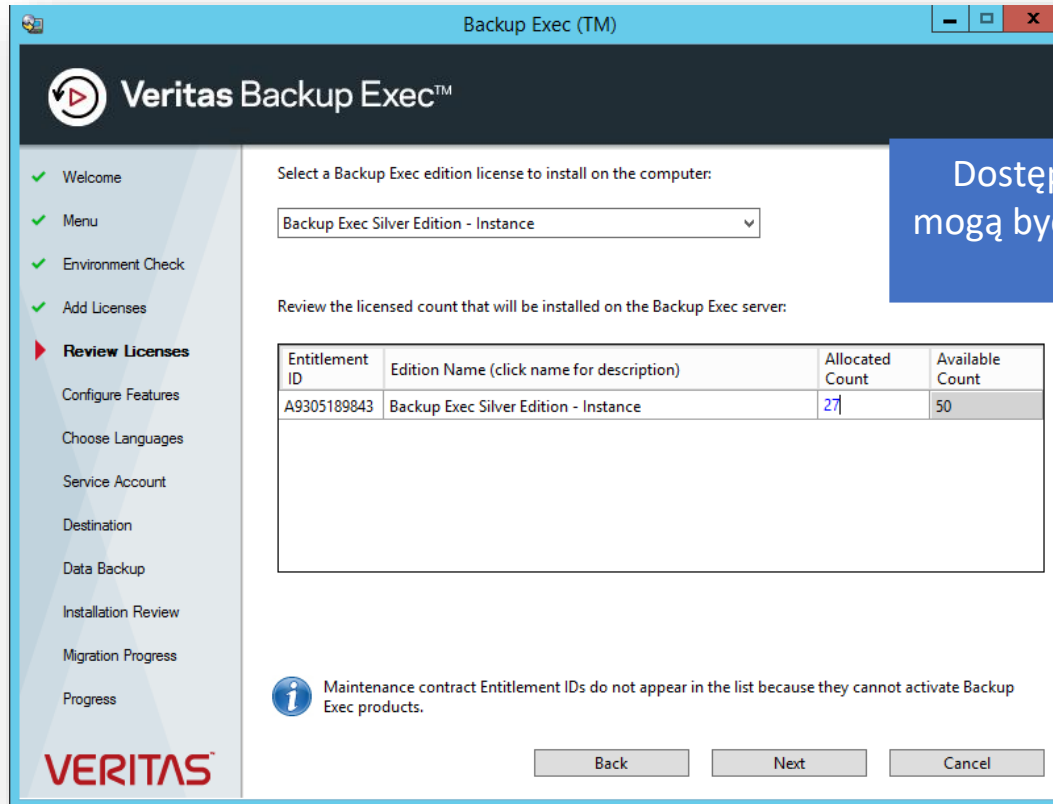 Backup Exec (TM)
Veritas Backup Exec™
Welcome
Menu
Environment Check
Add Licenses
Review Licenses
Configure Features
Choose Languages
Service Account
Destination
Data Backup
Installation Review
Migration Progress
Progress
VERITAS™
Select a Backup Exec edition license to install on the computer:
Backup Exec Silver Edition - Instance
mogą
Review the licensed count that will be installed on the Backup Exec server:
Entitlement
ID
Edition Name (click name for description)
Allocated
Count
Available
Count
A9305189843 Backup Exec Silver Edition - Instance 27 50
Maintenance contract Entitlement IDs do not appear in the list because they cannot activate Backup
Exec products.
Back Next Cancel